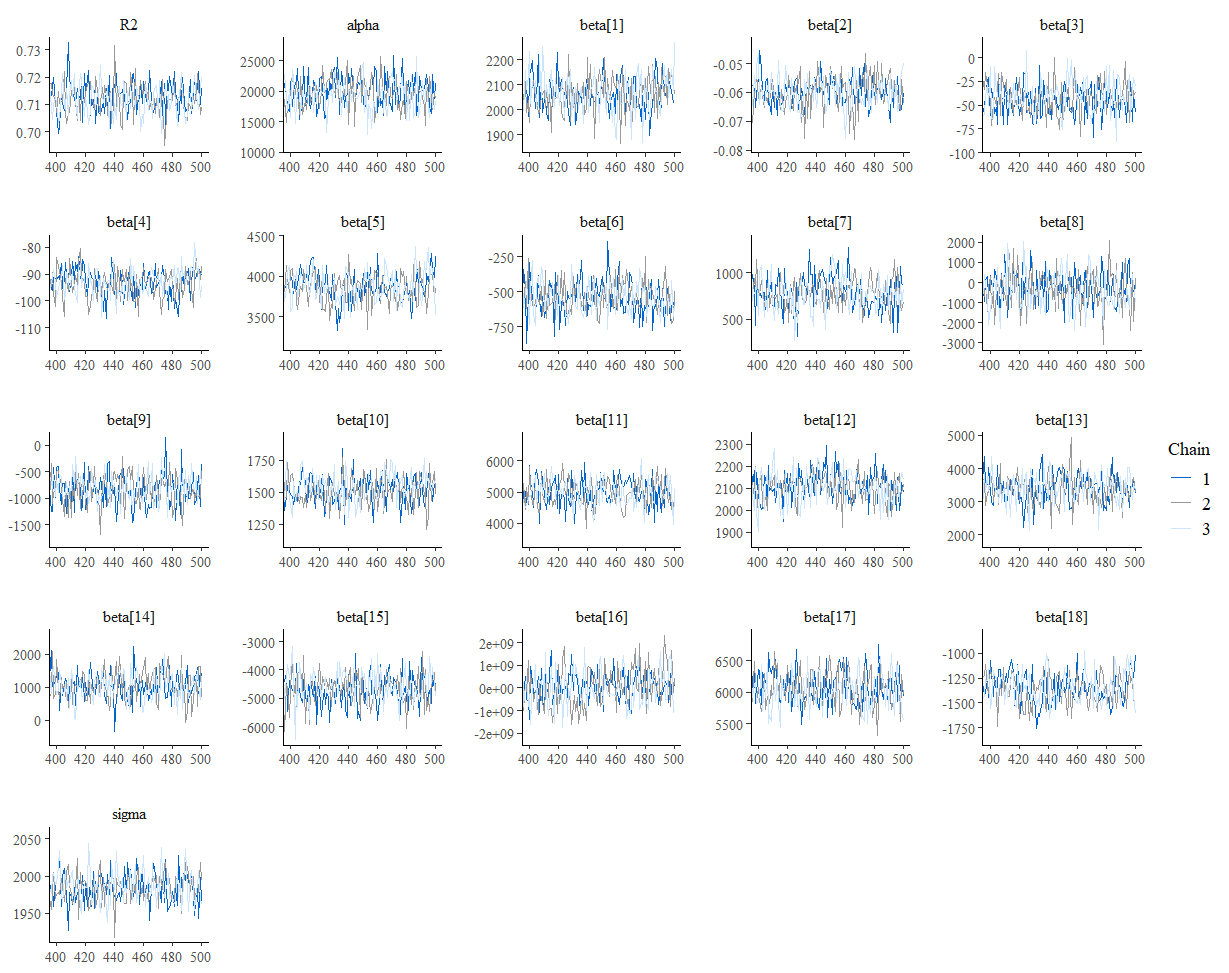 R2 alpha beta[1] beta[2] beta[3]
0.73 0.72 0.71 0.70
25000 20000 15000 10000
2200 2100 2000 1900
-0.05 -0.06 -0.07 -0.08
0 -25 -50 -75 -100
400 420 440 460 480 500 400 420 440 460 480 500 400 420 440 460 480 500 400 420 440 460 480 500 400 420 440 460 480 500
beta[4] beta[5] beta[6] beta[7] beta[8]
-80 -90 -100 -110
4500 4000 3500
-250 -500 -750
1000 500
2000 1000 0 -1000 -2000 -3000
400 420 440 460 480 500 400 420 440 460 480 500 400 420 440 460 480 500 400 420 440 460 480 500 400 420 440 460 480 500
beta[9] beta[10] beta[11] beta[12] beta[13]
0 -500 -1000 -1500
1750 1500 1250
6000 5000 4000
2300 2200 2100 2000 1900
5000 4000 3000 2000
400 420 440 460 480 500 400 420 440 460 480 500 400 420 440 460 480 500 400 420 440 460 480 500 400 420 440 460 480 500
Chain
1
2
3
beta[14] beta[15] beta[16] beta[17] beta[18]
2000 1000 0
-3000 -4000 -5000 -6000
2e+09 1e+09 0e+00 -1e+09 -2e+09
6500 6000 5500
-1000 -1250 -1500 -1750
400 420 440 460 480 500 400 420 440 460 480 500 400 420 440 460 480 500 400 420 440 460 480 500 400 420 440 460 480 500
sigma
2050 2000 1950
400 420 440 460 480 500